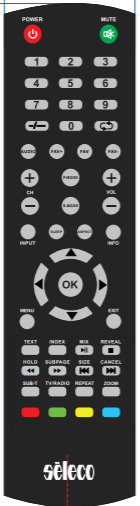 POWER MUTE
1 2 3
4 5 6
7 8 9
-/-- 0
AUDIO FAV+ FAV FAV-
+ P.MODE +
CH VOL
- S.MODE -
SLEEP ASPECT
INPUT INFO
OK
MENU EXIT
TEXT INDEX MIX REVEAL
HOLD SUBPAGE SIZE CANCEL
SUB-T TV/RADIO REPEAT ZOOM
sèleco